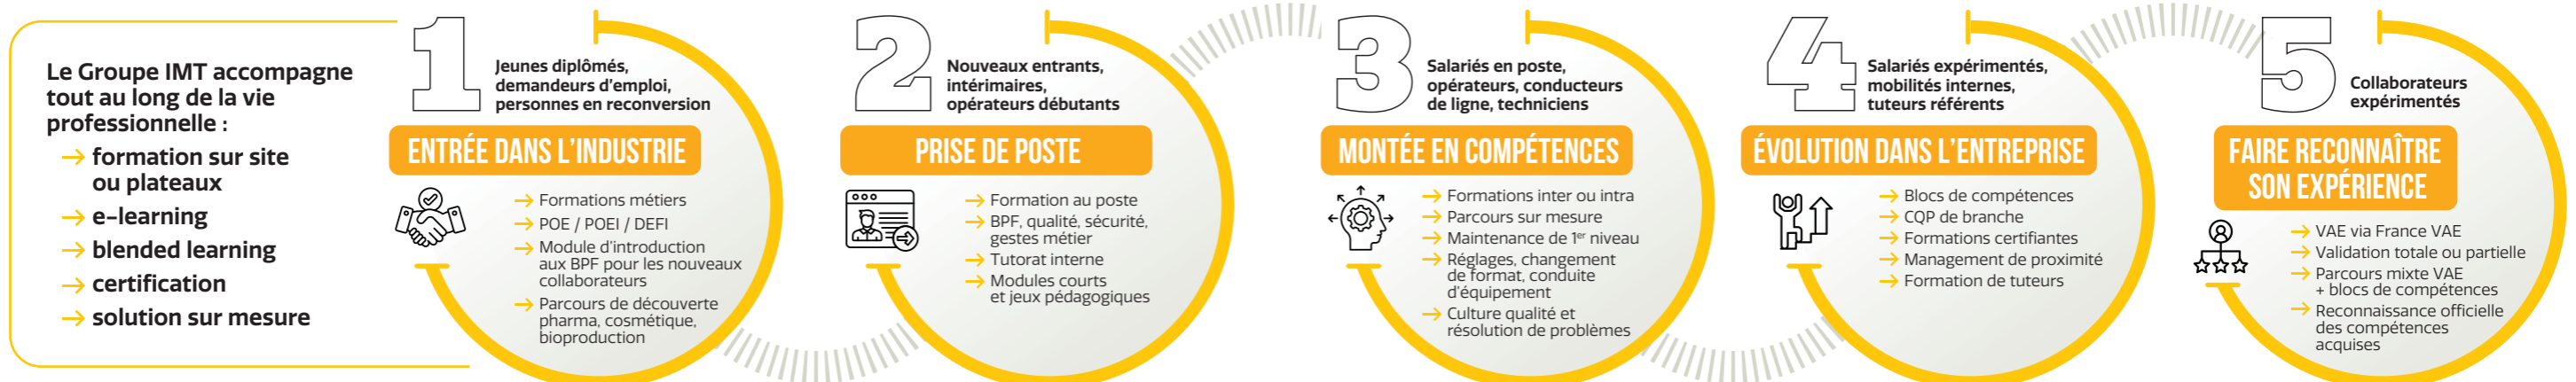 Le Groupe IMT accompagne
tout au long de la vie
professionnelle :
→ formation sur site
ou plateaux
→ e-learning
→ blended learning
→ certification
→ solution sur mesure
1
Jeunes diplômés,
demandeurs d'emploi,
personnes en reconversion
ENTRÉE DANS L'INDUSTRIE
→ Formations métiers
→ POE / POEI / DEFI
→ Module d'introduction
aux BPF pour les nouveaux
collaborateurs
→ Parcours de découverte
pharma, cosmétique,
bioproduction
2
Nouveaux entrants,
intérimaires,
opérateurs débutants
PRISE DE POSTE
→ Formation au poste
→ BPF, qualité, sécurité,
gestes métier
→ Tutorat interne
→ Modules courts
et jeux pédagogiques
3
Salariés en poste,
opérateurs, conducteurs
de ligne, techniciens
MONTÉE EN COMPÉTENCES
→ Formations inter ou intra
→ Parcours sur mesure
→ Maintenance de 1er niveau
→ Réglages, changement
de format, conduite
d'équipement
→ Culture qualité et
résolution de problèmes
4
Salariés expérimentés,
mobilités internes,
tuteurs référents
ÉVOLUTION DANS L'ENTREPRISE
→ Blocs de compétences
→ CQP de branche
→ Formations certifiantes
→ Management de proximité
→ Formation de tuteurs
5
Collaborateurs
expérimentés
FAIRE RECONNAÎTRE
SON EXPÉRIENCE
→ VAE via France VAE
→ Validation totale ou partielle
→ Parcours mixte VAE
+ blocs de compétences
→ Reconnaissance officielle
des compétences
acquises